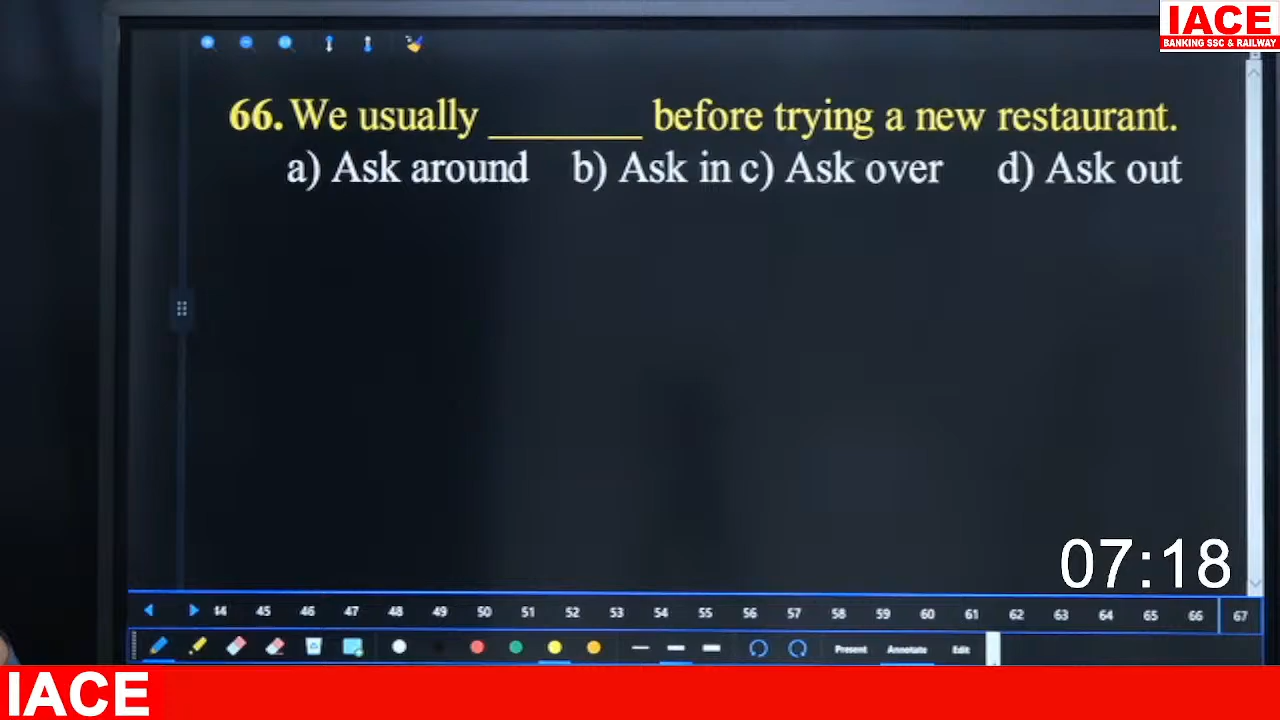 IACE
BANKING SSC & RAILWAY
66. We usually _______ before trying a new restaurant.
a) Ask around b) Ask in c) Ask over d) Ask out
07:18
44 45 46 47 48 49 50 51 52 53 54 55 56 57 58 59 60 61 62 63 64 65 66 67
Present Annotate Edit
IACE